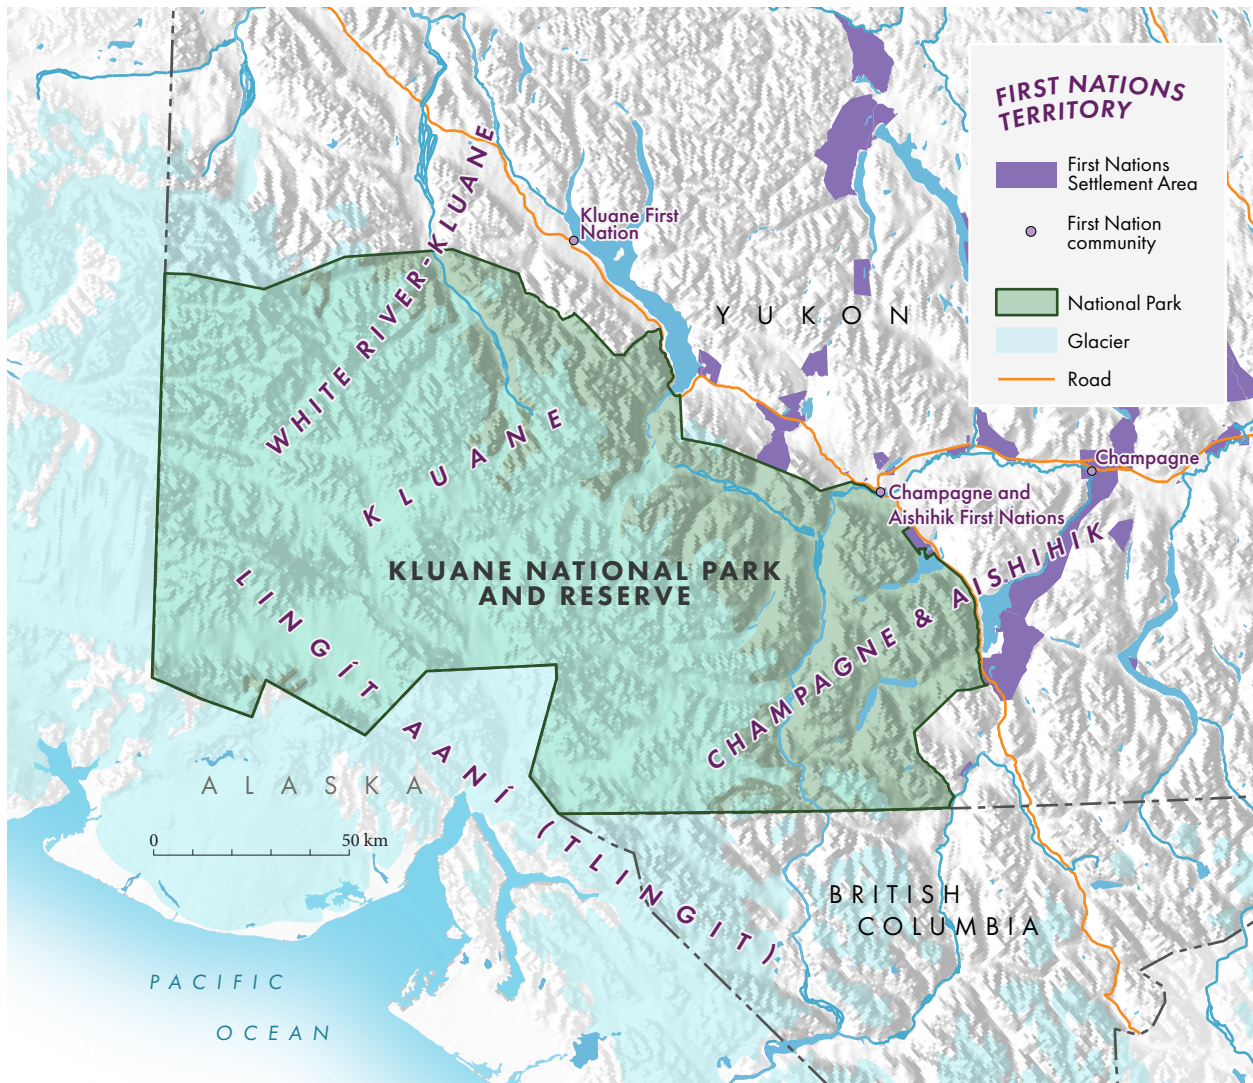 FIRST NATIONS
TERRITORY
First Nations
Settlement Area
First Nation
community
National Park
Glacier
Road
Kluane First
Nation
YUKON
WHITE RIVER-KLUANE
KLUANE
Champagne
Champagne and
Aishihik First Nations
KLUANE NATIONAL PARK
AND RESERVE
CHAMPAGNE & AISHIHIK
LINGÍT AANÍ (TLINGIT)
ALASKA
0 50 km
BRITISH
COLUMBIA
PACIFIC
OCEAN